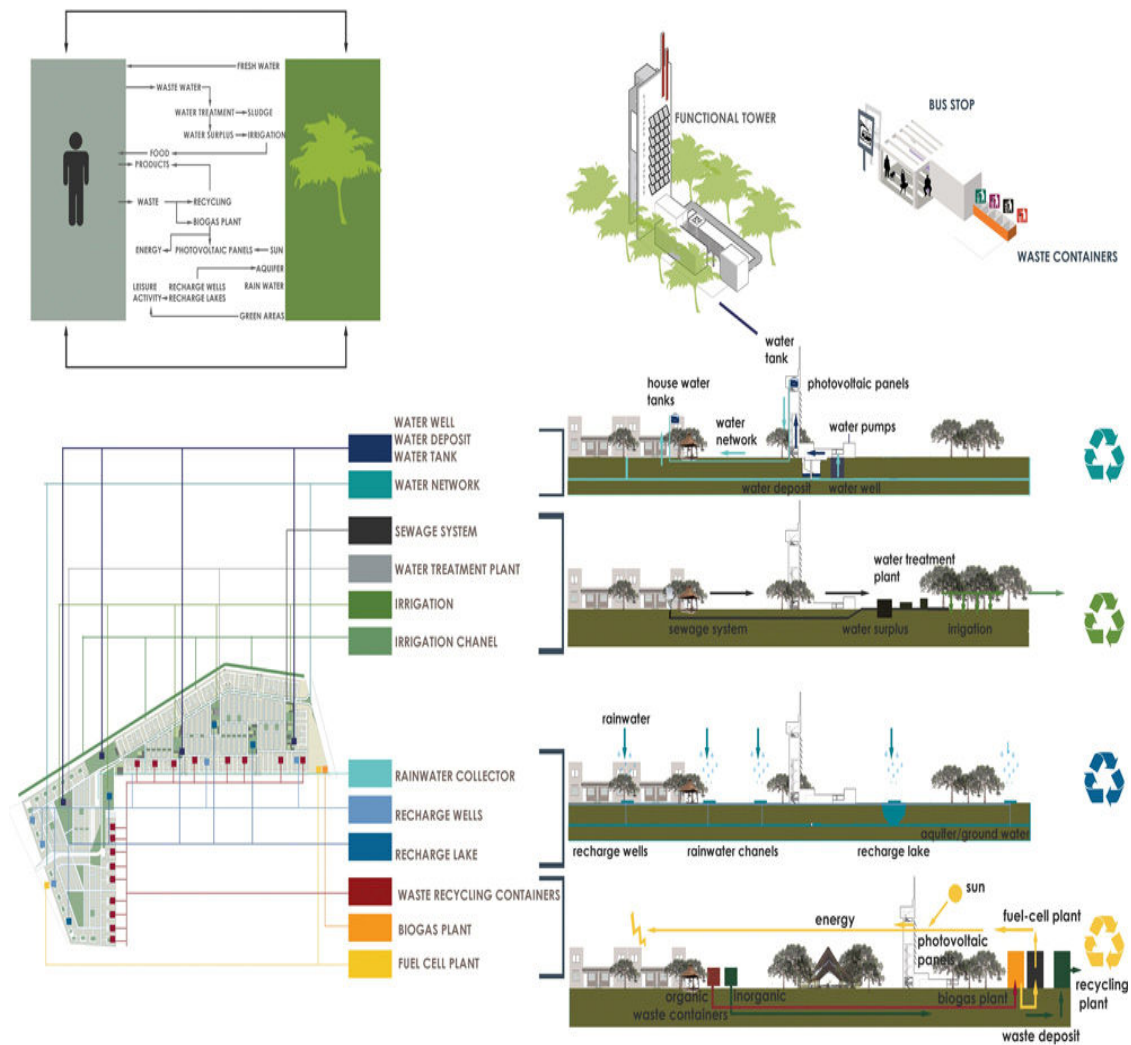 FRESH WATER
WASTE WATER
WATER TREATMENT
SLUDGE
WATER SURPLUS
IRRIGATION
FOOD
PRODUCTS
WASTE
RECYCLING
BIOGAS PLANT
ENERGY
PHOTOVOLTAIC PANELS
SUN
AQUIFER
LEISURE
ACTIVITY
RECHARGE WELLS
RECHARGE LAKES
RAIN WATER
GREEN AREAS
FUNCTIONAL TOWER
BUS STOP
WASTE CONTAINERS
WATER WELL
WATER DEPOSIT
WATER TANK
WATER NETWORK
SEWAGE SYSTEM
WATER TREATMENT PLANT
IRRIGATION
IRRIGATION CHANEL
RAINWATER COLLECTOR
RECHARGE WELLS
RECHARGE LAKE
WASTE RECYCLING CONTAINERS
BIOGAS PLANT
FUEL CELL PLANT
water
tank
house water
tanks
photovoltaic panels
water
network
water pumps
water deposit
water well
water treatment
plant
sewage system
water surplus
irrigation
rainwater
aquifer/ground water
recharge wells
rainwater chanels
recharge lake
sun
energy
fuel-cell plant
photovoltaic
panels
organic
inorganic
waste containers
biogas plant
recycling
plant
waste deposit